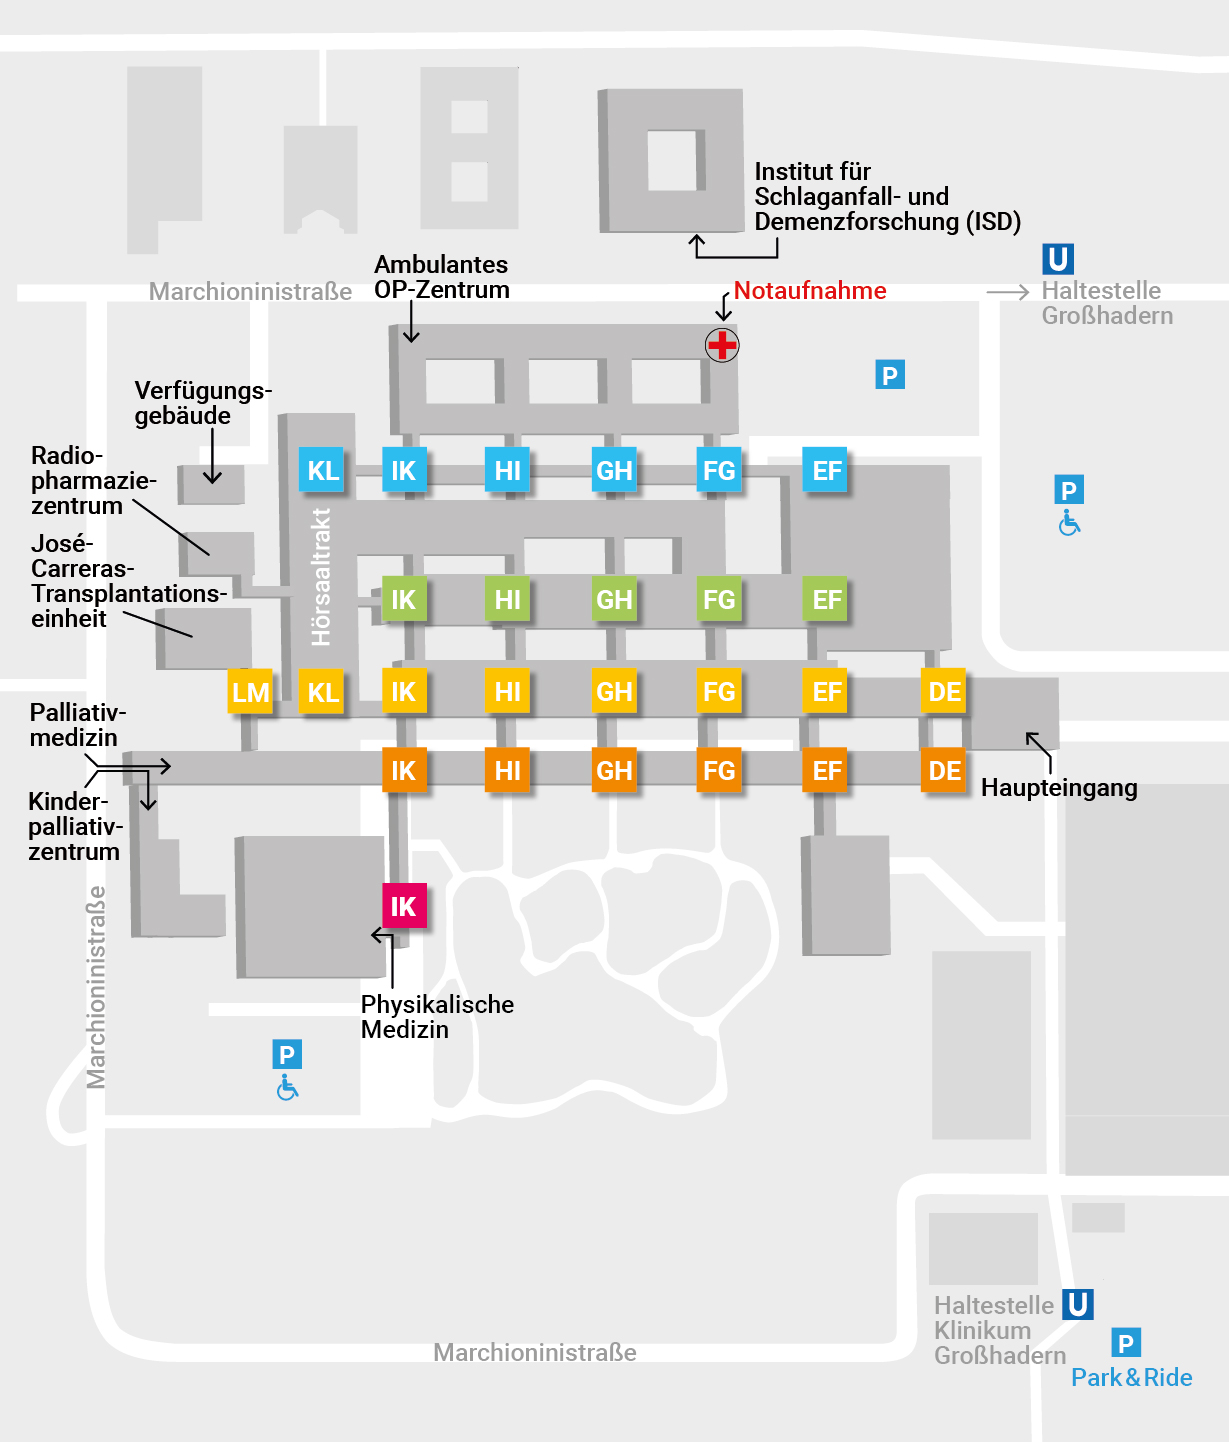 Institut für
Schlaganfall- und
Demenzforschung (ISD)
U
Haltestelle
Großhadern
Ambulantes
OP-Zentrum
Marchioninistraße
Notaufnahme
P
Verfügungs-
gebäude
Radio-
pharmazie-
zentrum
KL
IK
HI
GH
FG
EF
P
José-
Carreras-
Transplantations-
einheit
Hörsaaltrakt
IK
HI
GH
FG
EF
LM
KL
IK
HI
GH
FG
EF
DE
Palliativ-
medizin
IK
HI
GH
FG
EF
DE
Haupteingang
Kinder-
palliativ-
zentrum
Marchioninistraße
IK
Physikalische
Medizin
P
Haltestelle
Klinikum
Großhadern
U
P
Park & Ride
Marchioninistraße